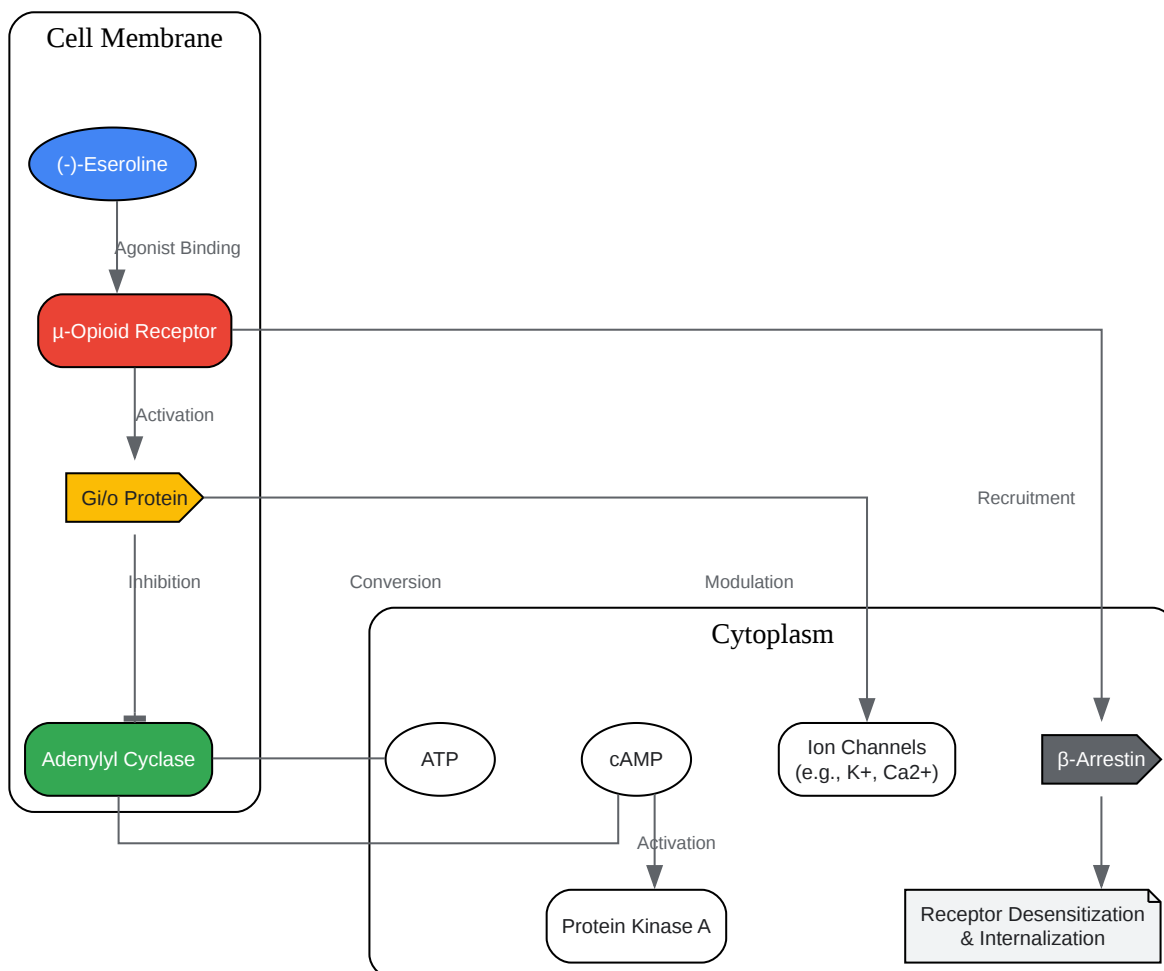 Cell Membrane
(-)-Eseroline
Agonist Binding
µ-Opioid Receptor
Activation
Gi/o Protein
Recruitment
Inhibition
Conversion
Modulation
Cytoplasm
Adenylyl Cyclase
ATP
cAMP
Ion Channels
(e.g., K+, Ca2+)
β-Arrestin
Activation
Protein Kinase A
Receptor Desensitization
& Internalization